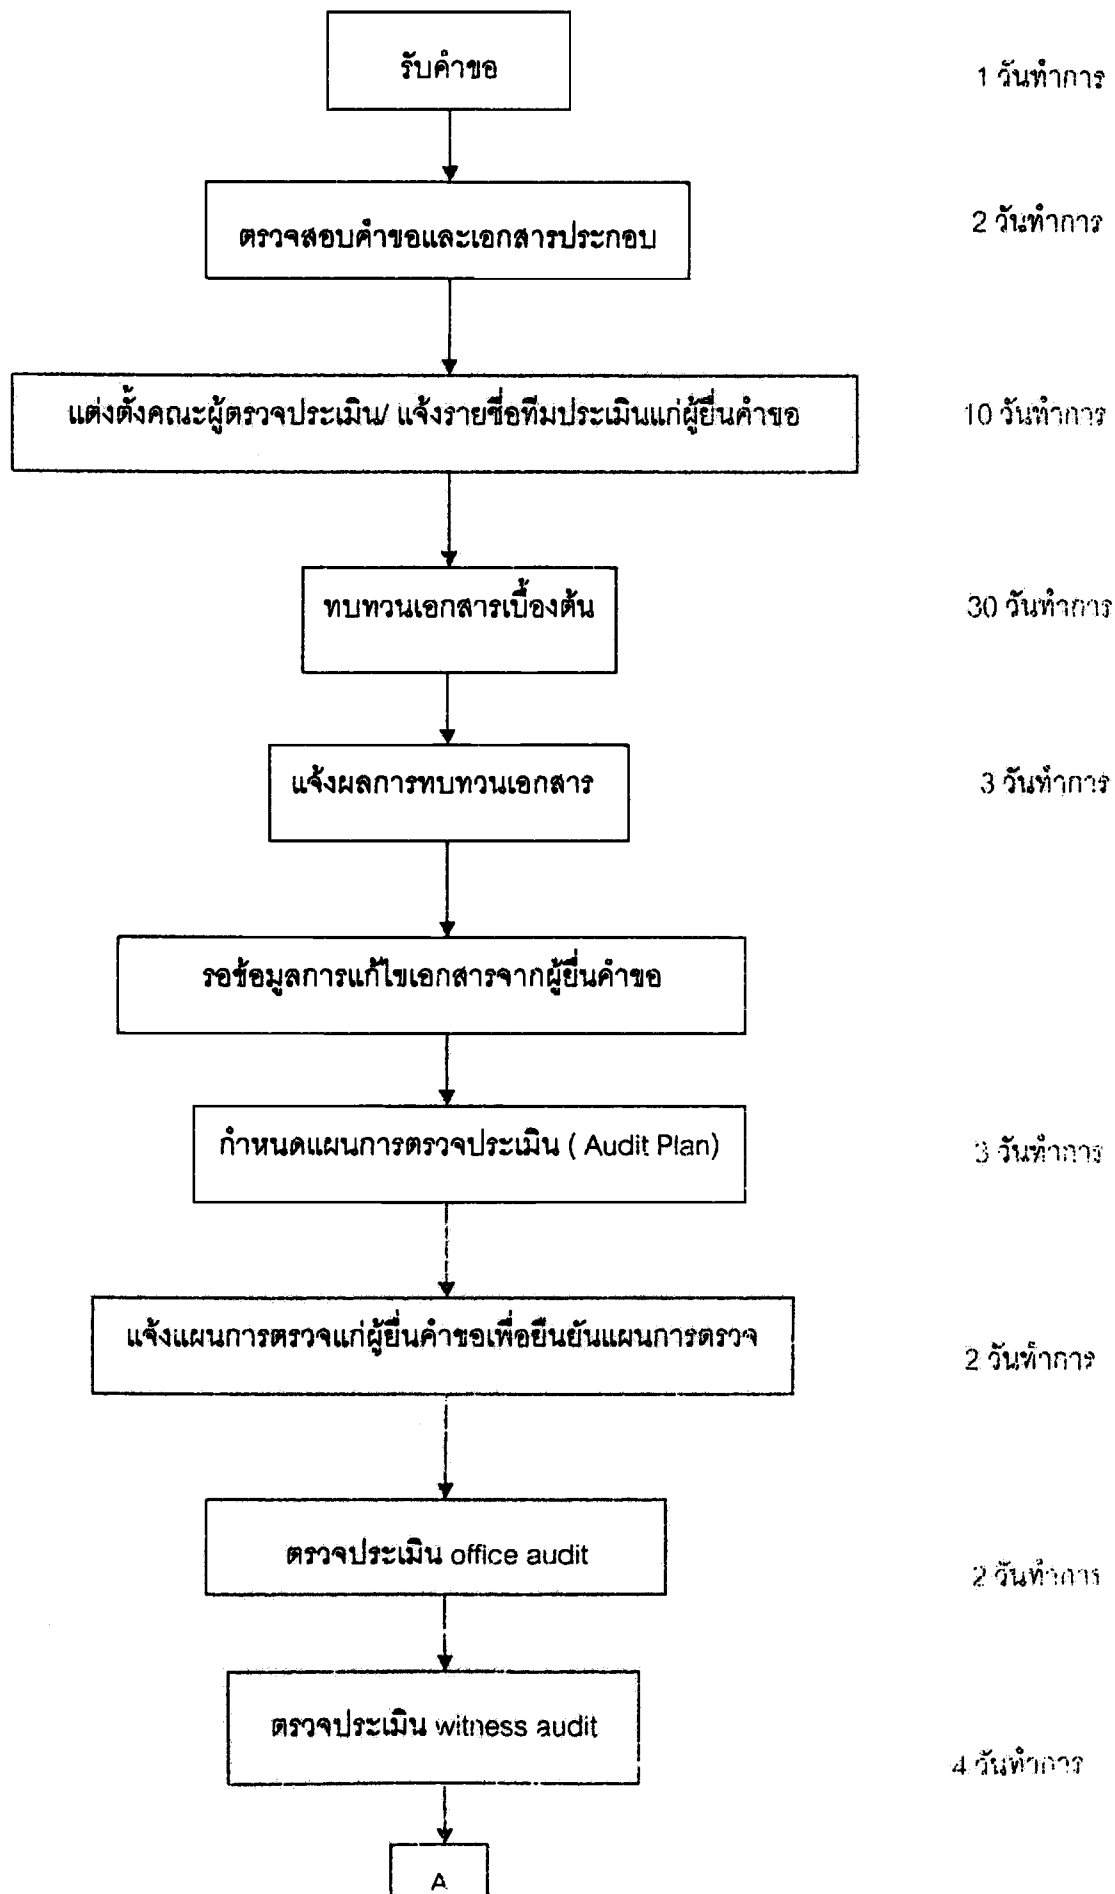 รับคำขอ
1 วันทำการ
ตรวจสอบคำขอและเอกสารประกอบ
2 วันทำการ
แต่งตั้งคณะผู้ตรวจประเมิน/ แจ้งรายชื่อทีมประเมินแก่ผู้ยื่นคำขอ
10 วันทำการ
ทบทวนเอกสารเบื้องต้น
30 วันทำการ
แจ้งผลการทบทวนเอกสาร
3 วันทำการ
รอข้อมูลการแก้ไขเอกสารจากผู้ยื่นคำขอ
กำหนดแผนการตรวจประเมิน ( Audit Plan)
3 วันทำการ
แจ้งแผนการตรวจแก่ผู้ยื่นคำขอเพื่อยืนยันแผนการตรวจ
2 วันทำการ
ตรวจประเมิน office audit
2 วันทำการ
ตรวจประเมิน witness audit
4 วันทำการ
A